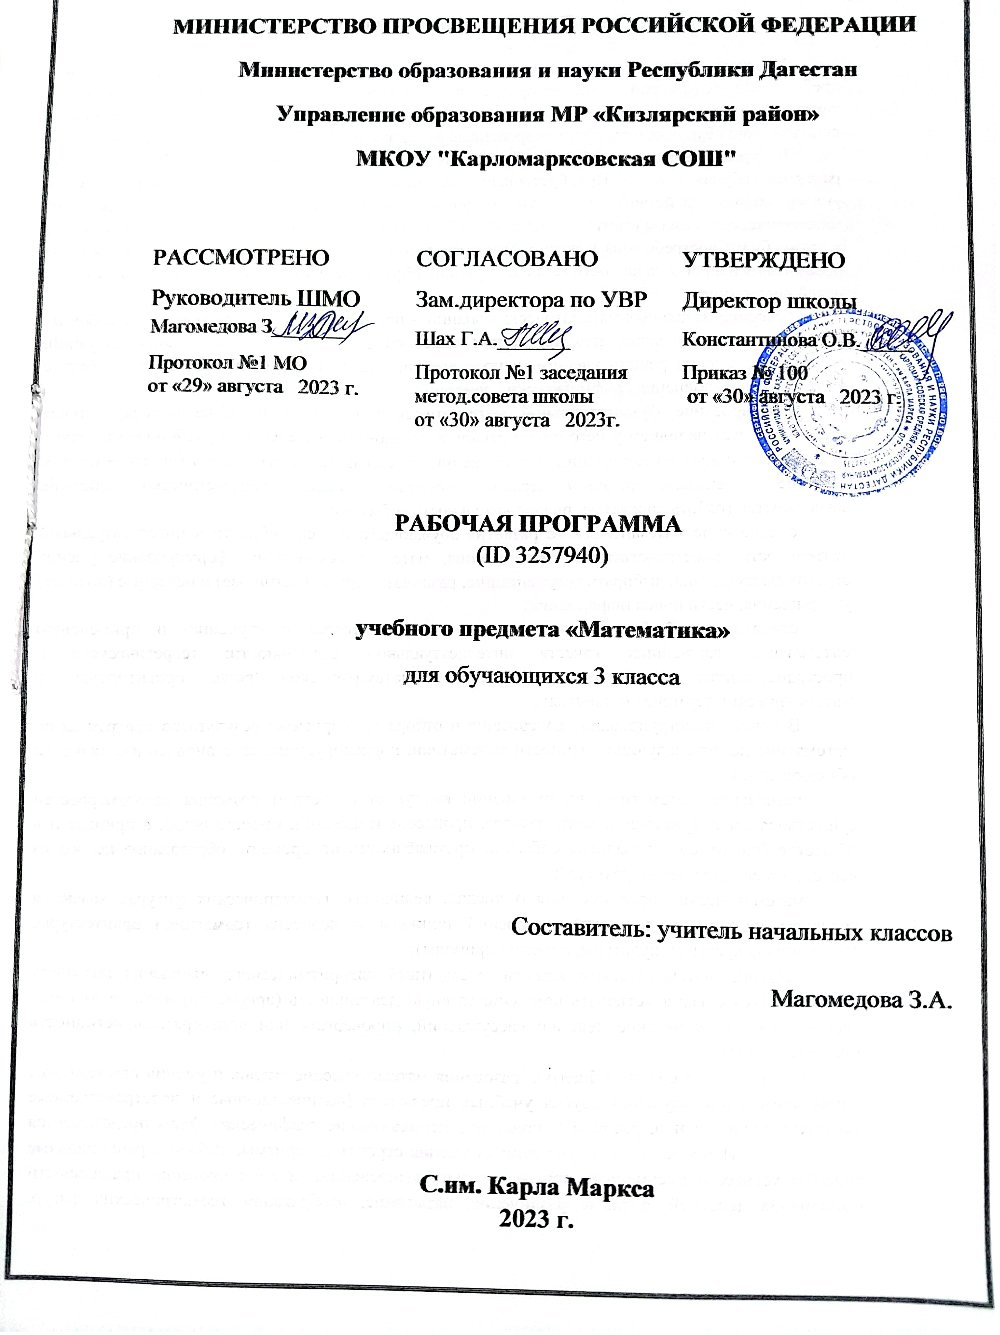 МИНИСТЕРСТВО ПРОСВЕЩЕНИЯ РОССИЙСКОЙ ФЕДЕРАЦИИ
Министерство образования и науки Республики Дагестан
Управление образования МР «Кизлярский район»
МКОУ "Карломарксовская СОШ"
РАССМОТРЕНО
Руководитель ШМО
Магомедова З.
Протокол №1 МО
от «29» августа 2023 г.
СОГЛАСОВАНО
Зам.директора по УВР
Шах Г.А.
Протокол №1 заседания
метод.совета школы
от «30» августа 2023г.
УТВЕРЖДЕНО
Директор школы
Константинова О.В.
Приказ № 100
от «30» августа 2023 г.
РАБОЧАЯ ПРОГРАММА
(ID 3257940)
учебного предмета «Математика»
для обучающихся 3 класса
Составитель: учитель начальных классов
Магомедова З.А.
С.им. Карла Маркса
2023 г.